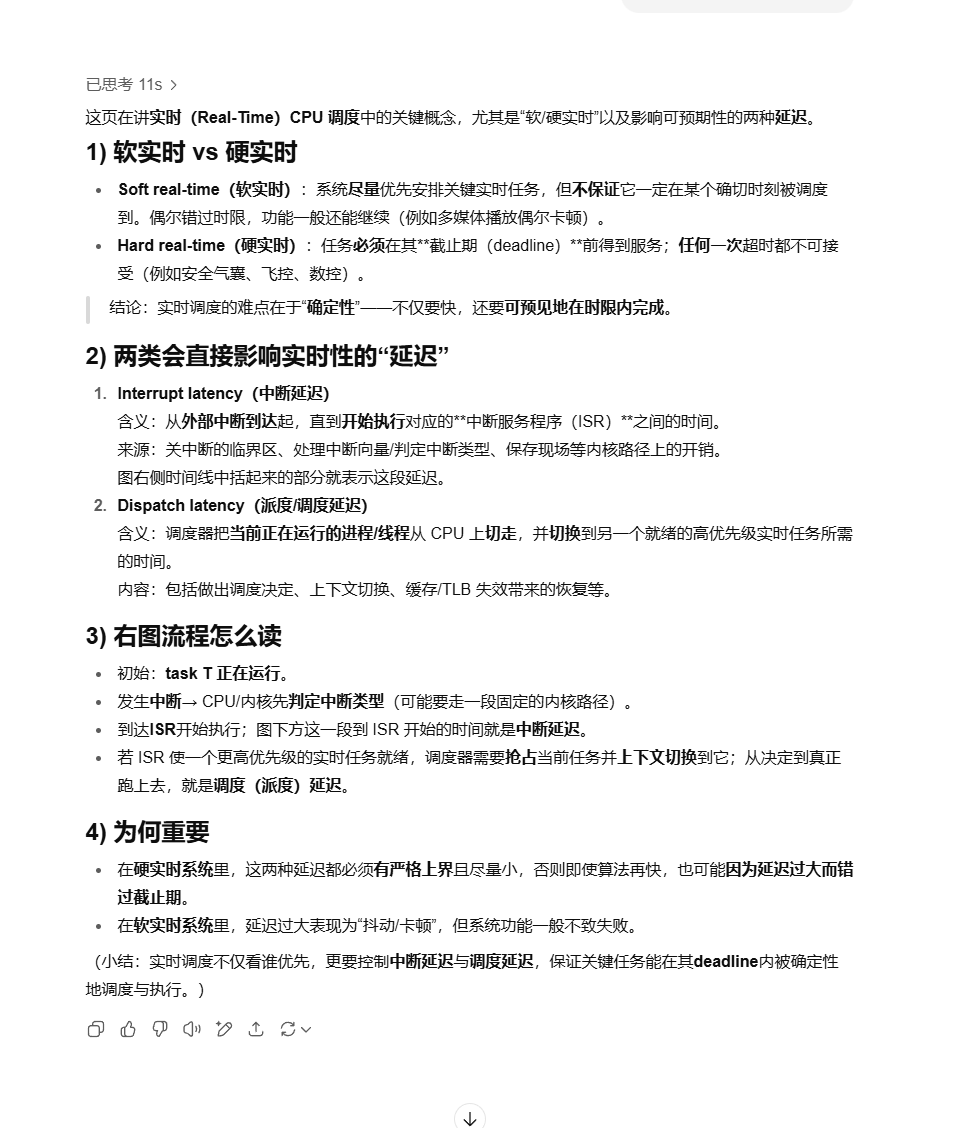 已思考 11s >
这页在讲实时（Real-Time）CPU 调度中的关键概念，尤其是“软/硬实时”以及影响可预期性的两种延迟。
1) 软实时 vs 硬实时
• Soft real-time（软实时）：系统尽量优先安排关键实时任务，但不保证它一定在某个确切时刻被调度
到。偶尔错过时限，功能一般还能继续（例如多媒体播放偶尔卡顿）。
• Hard real-time（硬实时）：任务必须在其**截止期（deadline）**前得到服务；任何一次超时都不可接
受（例如安全气囊、飞控、数控）。
结论：实时调度的难点在于“确定性”——不仅要快，还要可预见地在时限内完成。
2) 两类会直接影响实时性的“延迟”
1. Interrupt latency（中断延迟）
含义：从外部中断到达起，直到开始执行对应的**中断服务程序（ISR）**之间的时间。
来源：关中断的临界区、处理中断向量/判定中断类型、保存现场等内核路径上的开销。
图右侧时间线中括起来的部分就表示这段延迟。
2. Dispatch latency（派度/调度延迟）
含义：调度器把当前正在运行的进程/线程从 CPU 上切走，并切换到另一个就绪的高优先级实时任务所需
的时间。
内容：包括做出调度决定、上下文切换、缓存/TLB 失效带来的恢复等。
3) 右图流程怎么读
• 初始：task T 正在运行。
• 发生中断→ CPU/内核先判定中断类型（可能要走一段固定的内核路径）。
• 到达ISR开始执行；图下方这一段到 ISR 开始的时间就是中断延迟。
• 若 ISR 使一个更高优先级的实时任务就绪，调度器需要抢占当前任务并上下文切换到它；从决定到真正
跑上去，就是调度（派度）延迟。
4) 为何重要
• 在硬实时系统里，这两种延迟都必须有严格上界且尽量小，否则即使算法再快，也可能因为延迟过大而错
过截止期。
• 在软实时系统里，延迟过大表现为“抖动/卡顿”，但系统功能一般不致失败。
（小结：实时调度不仅看谁优先，更要控制中断延迟与调度延迟，保证关键任务能在其deadline内被确定性
地调度与执行。）